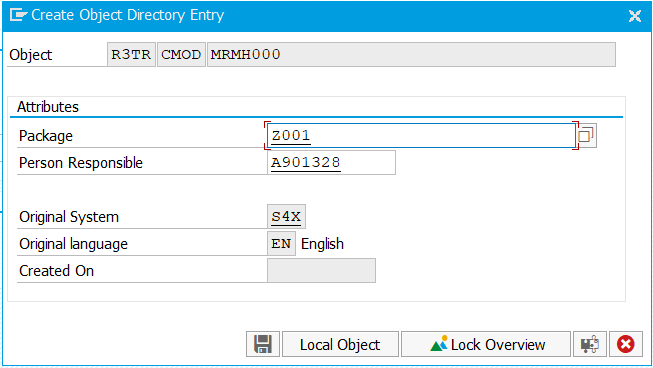 Create Object Directory Entry
Object R3TR CMOD MRMH000
Attributes
Package Z001
Person Responsible A901328
Original System S4X
Original language EN English
Created On
Local Object Lock Overview